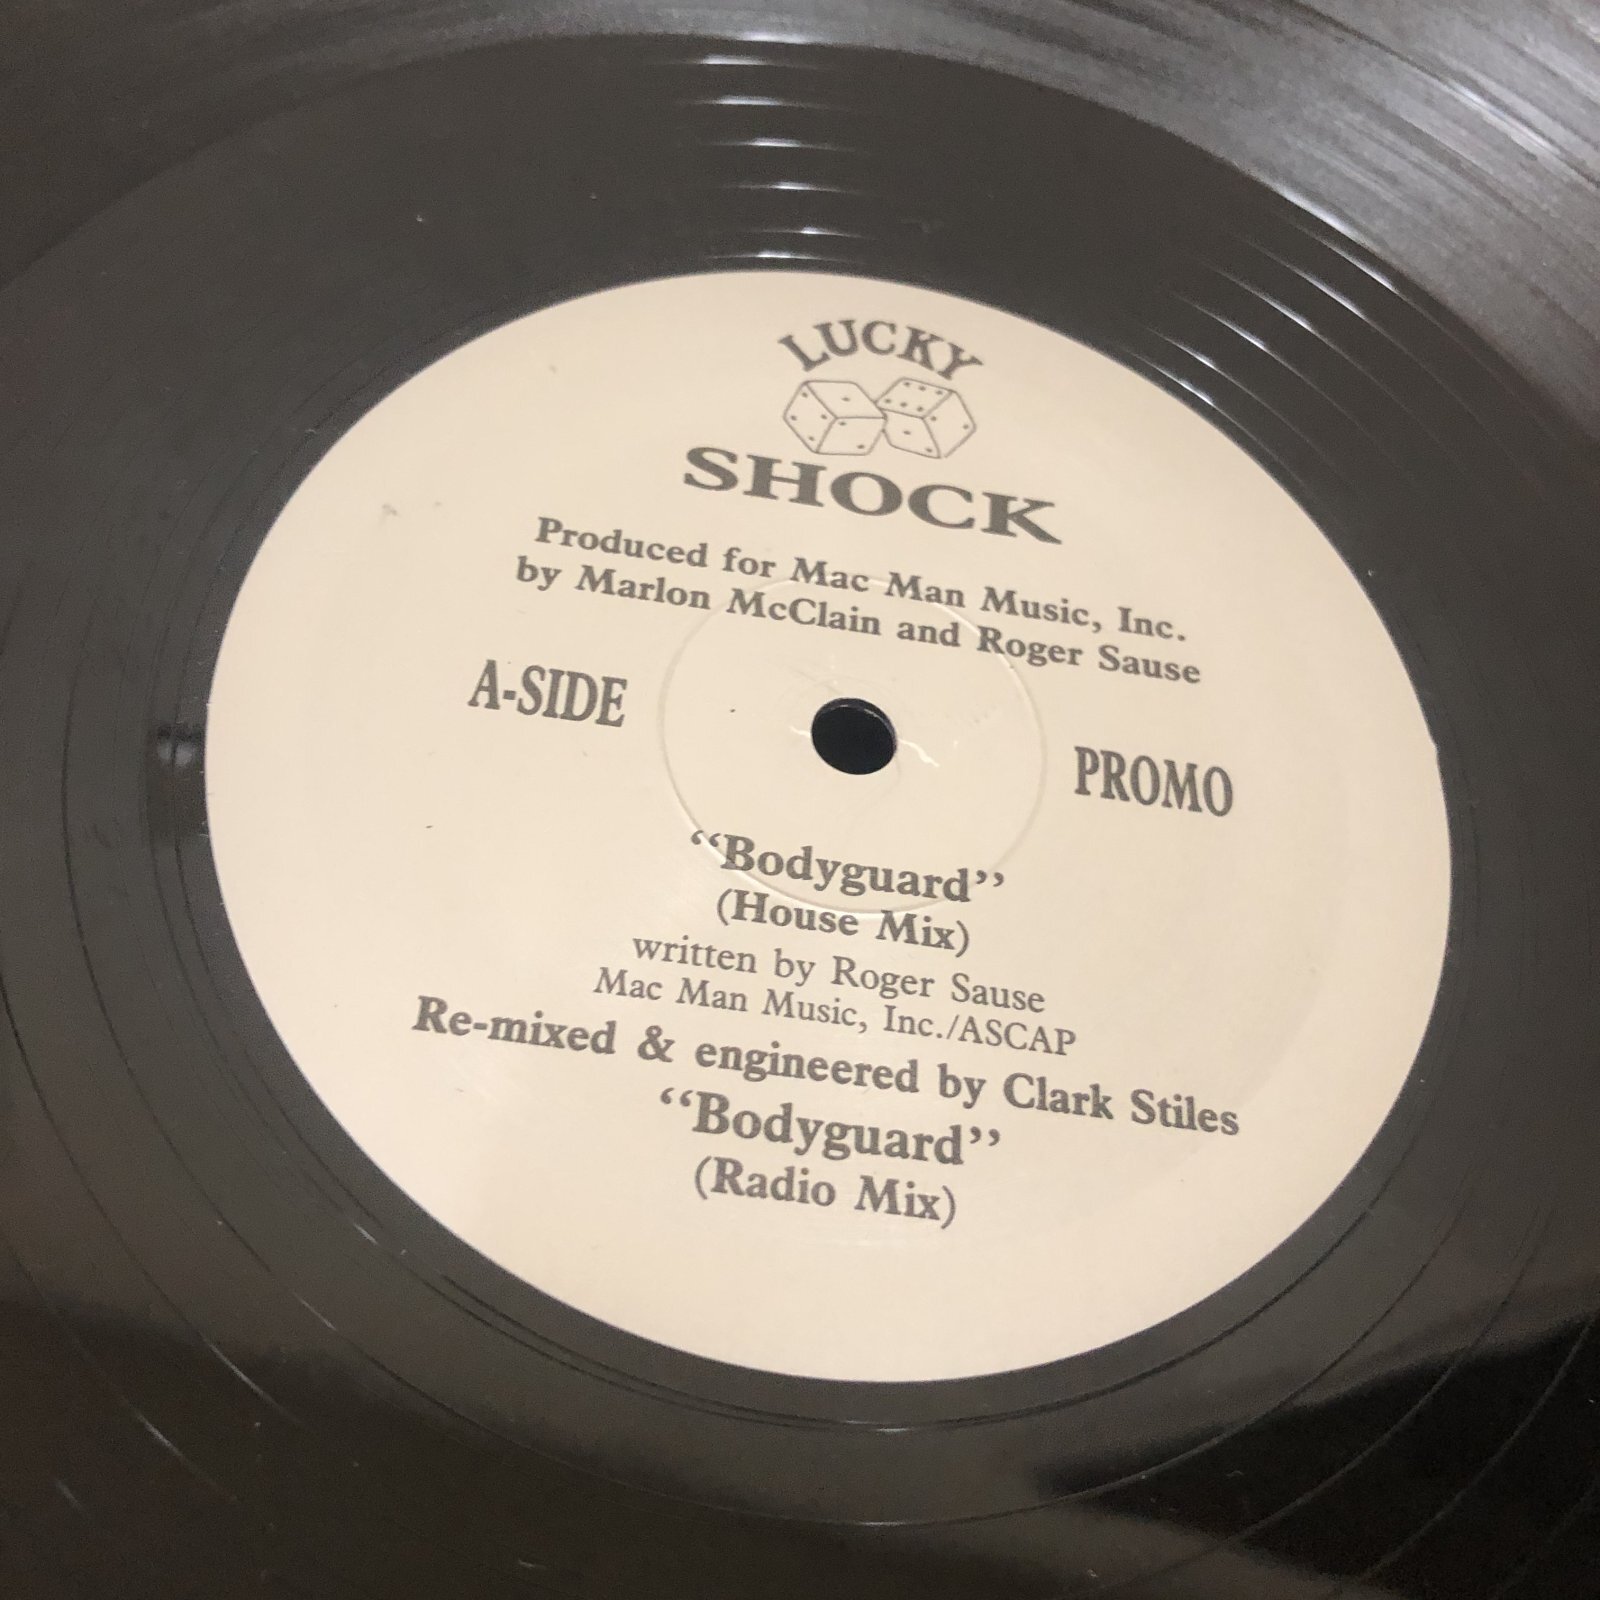 LUCKY
SHOCK
Produced for Mac Man Music, Inc.
by Marlon McClain and Roger Sause
A-SIDE
PROMO
“Bodyguard”
(House Mix)
written by Roger Sause
Mac Man Music, Inc./ASCAP
Re-mixed & engineered by Clark Stiles
“Bodyguard”
(Radio Mix)